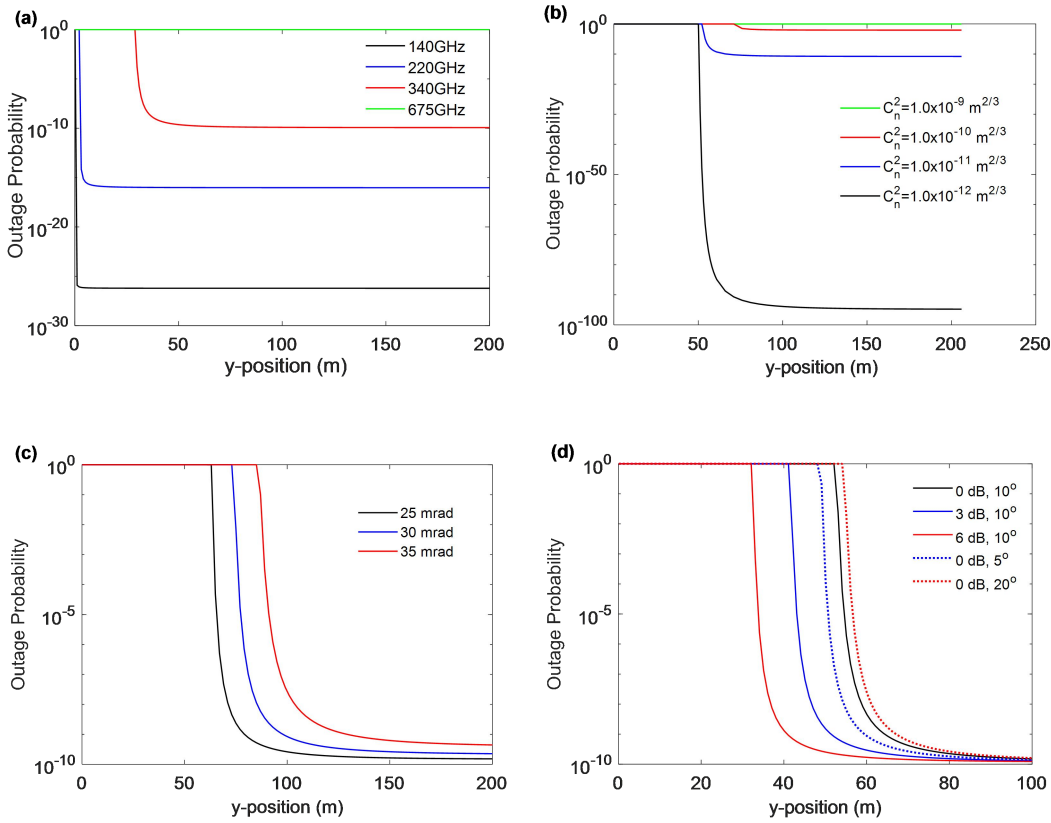 (a)
10^0
10^-10
10^-20
10^-30
Outage Probability
0 50 100 150 200
y-position (m)
140GHz
220GHz
340GHz
675GHz
(b)
10^0
10^-50
10^-100
Outage Probability
0 50 100 150 200 250
y-position (m)
C_n^2=1.0x10^-9 m^2/3
C_n^2=1.0x10^-10 m^2/3
C_n^2=1.0x10^-11 m^2/3
C_n^2=1.0x10^-12 m^2/3
(c)
10^0
10^-5
10^-10
Outage Probability
0 50 100 150 200
y-position (m)
25 mrad
30 mrad
35 mrad
(d)
10^0
10^-5
10^-10
Outage Probability
0 20 40 60 80 100
y-position (m)
0 dB, 10^o
3 dB, 10^o
6 dB, 10^o
0 dB, 5^o
0 dB, 20^o